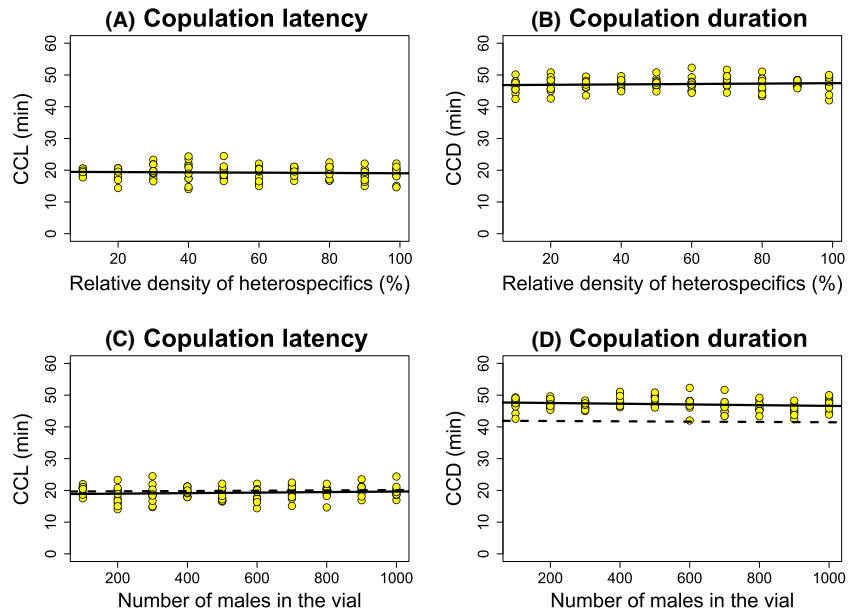 (A) Copulation latency
CCL (min)
0 10 20 30 40 50 60
20 40 60 80 100
Relative density of heterospecifics (%)
(B) Copulation duration
CCD (min)
0 10 20 30 40 50 60
20 40 60 80 100
Relative density of heterospecifics (%)
(C) Copulation latency
CCL (min)
0 10 20 30 40 50 60
200 400 600 800 1000
Number of males in the vial
(D) Copulation duration
CCD (min)
0 10 20 30 40 50 60
200 400 600 800 1000
Number of males in the vial